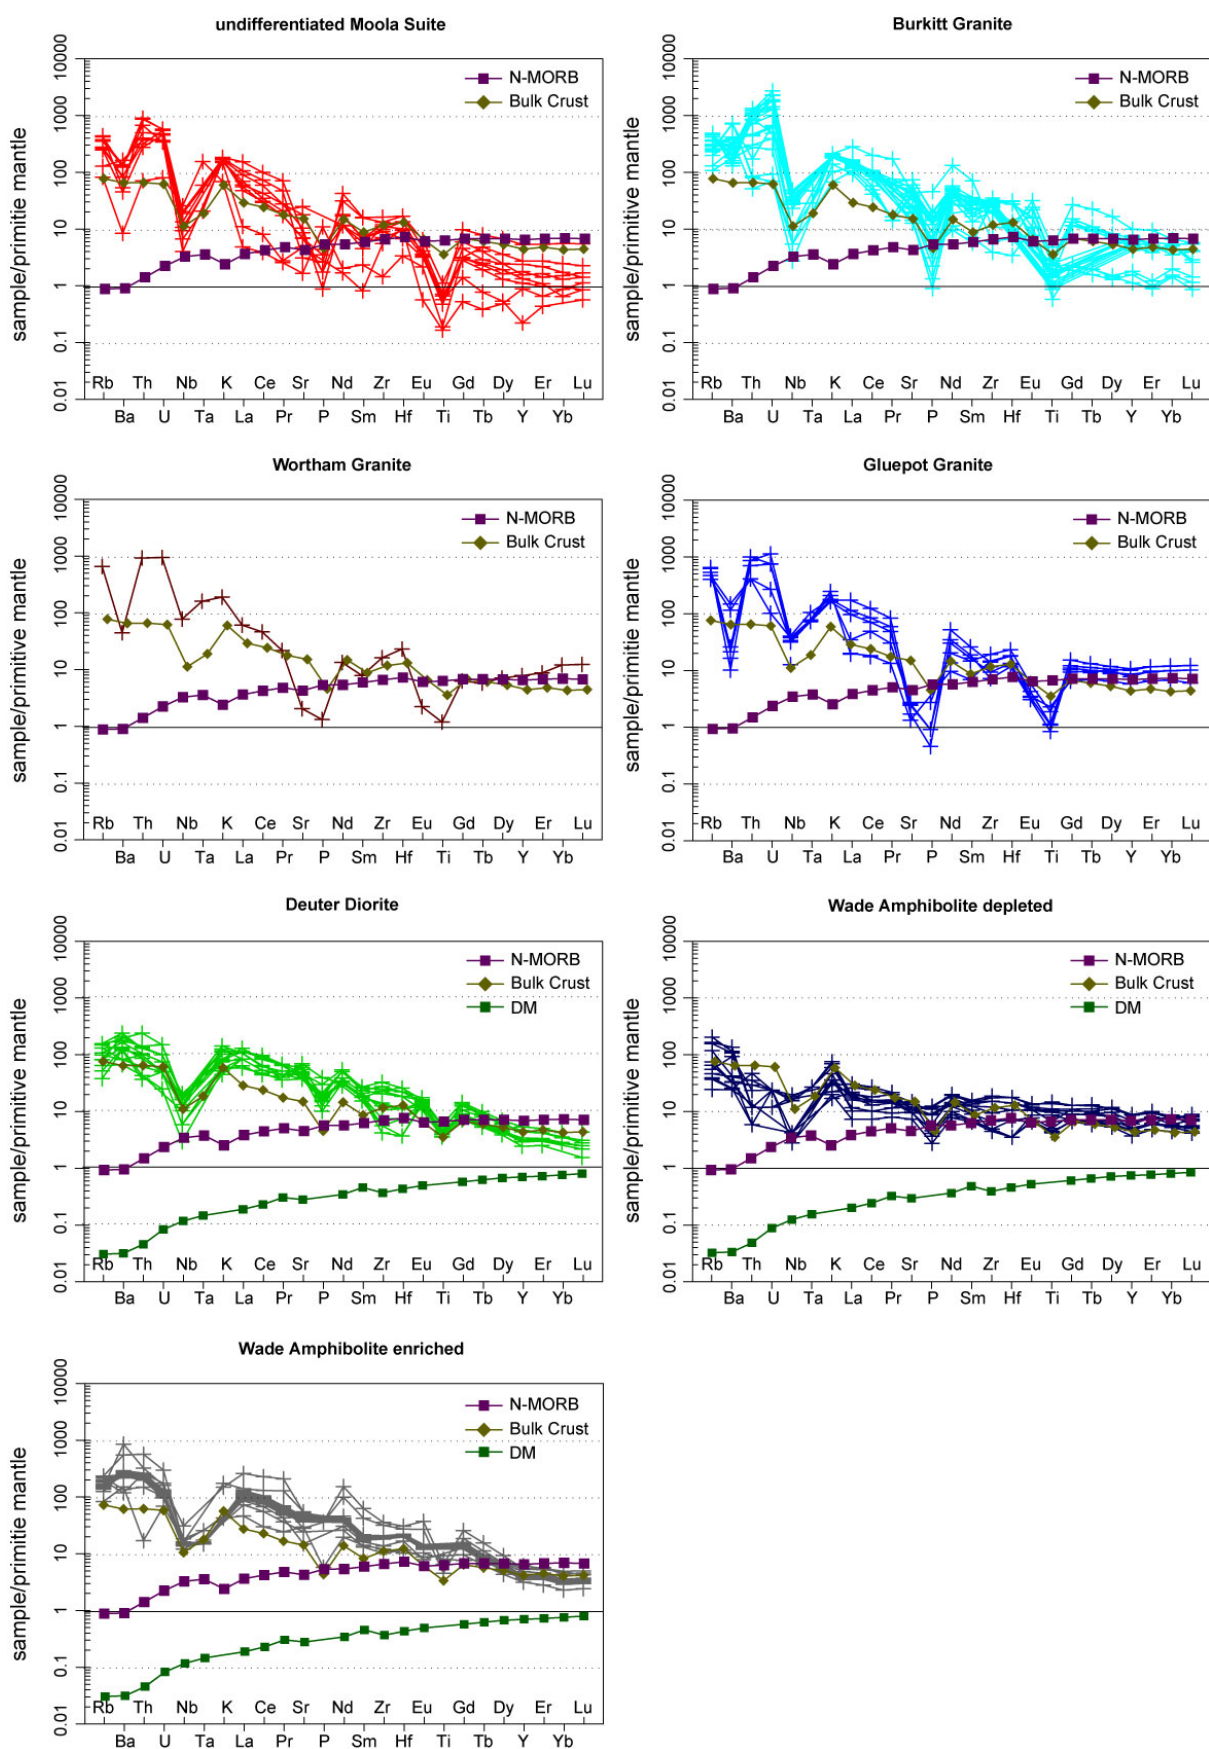 undifferentiated Moola Suite
sample/primitie mantle
10000
1000
100
10
1
0.1
0.01
N-MORB
Bulk Crust
Rb Th Nb K Ce Sr Nd Zr Eu Gd Dy Er Lu
Ba U Ta La Pr P Sm Hf Ti Tb Y Yb
Burkitt Granite
sample/primitive mantle
10000
1000
100
10
1
0.1
0.01
N-MORB
Bulk Crust
Rb Th Nb K Ce Sr Nd Zr Eu Gd Dy Er Lu
Ba U Ta La Pr P Sm Hf Ti Tb Y Yb
Wortham Granite
sample/primitive mantle
10000
1000
100
10
1
0.1
0.01
N-MORB
Bulk Crust
Rb Th Nb K Ce Sr Nd Zr Eu Gd Dy Er Lu
Ba U Ta La Pr P Sm Hf Ti Tb Y Yb
Gluepot Granite
sample/primitive mantle
10000
1000
100
10
1
0.1
0.01
N-MORB
Bulk Crust
Rb Th Nb K Ce Sr Nd Zr Eu Gd Dy Er Lu
Ba U Ta La Pr P Sm Hf Ti Tb Y Yb
Deuter Diorite
sample/primitive mantle
10000
1000
100
10
1
0.1
0.01
N-MORB
Bulk Crust
DM
Rb Th Nb K Ce Sr Nd Zr Eu Gd Dy Er Lu
Ba U Ta La Pr P Sm Hf Ti Tb Y Yb
Wade Amphibolite depleted
sample/primitive mantle
10000
1000
100
10
1
0.1
0.01
N-MORB
Bulk Crust
DM
Rb Th Nb K Ce Sr Nd Zr Eu Gd Dy Er Lu
Ba U Ta La Pr P Sm Hf Ti Tb Y Yb
Wade Amphibolite enriched
sample/primitie mantle
10000
1000
100
10
1
0.1
0.01
N-MORB
Bulk Crust
DM
Rb Th Nb K Ce Sr Nd Zr Eu Gd Dy Er Lu
Ba U Ta La Pr P Sm Hf Ti Tb Y Yb